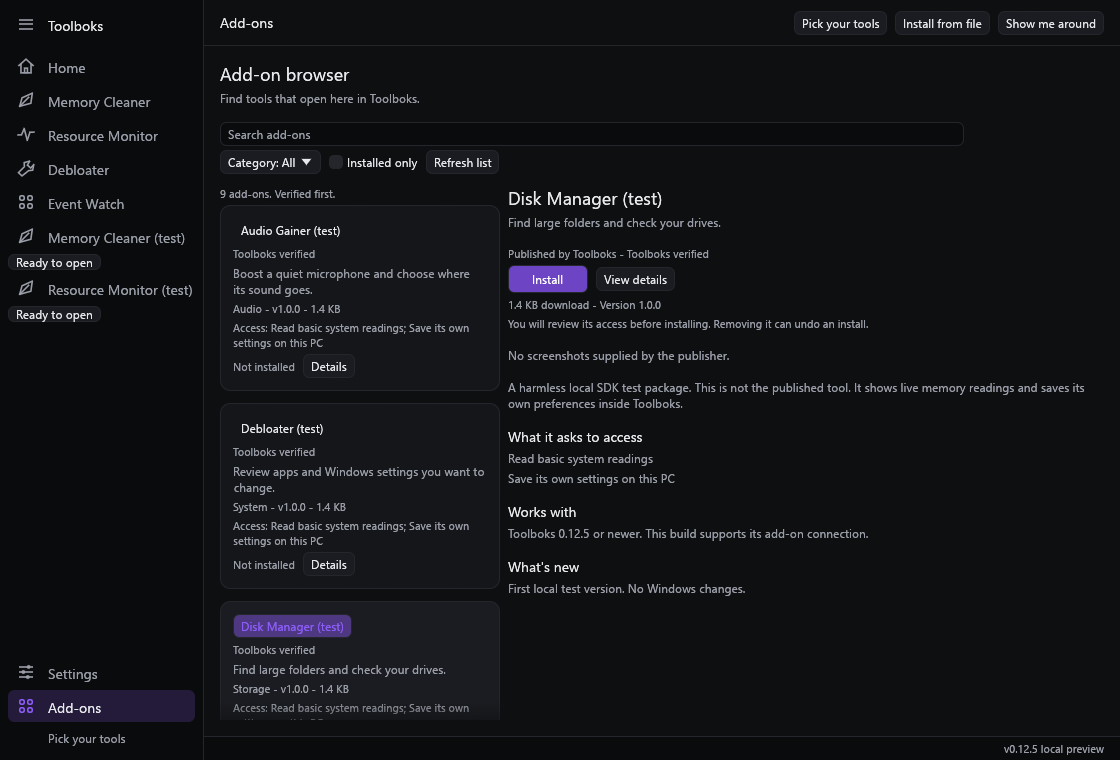 Toolboks
Home
Memory Cleaner
Resource Monitor
Debloater
Event Watch
Memory Cleaner (test)
Ready to open
Resource Monitor (test)
Ready to open
Settings
Add-ons
Pick your tools
Add-ons
Pick your tools
Install from file
Show me around
Add-on browser
Find tools that open here in Toolboks.
Search add-ons
Category: All
Installed only
Refresh list
9 add-ons. Verified first.
Audio Gainer (test)
Toolboks verified
Boost a quiet microphone and choose where
its sound goes.
Audio - v1.0.0 - 1.4 KB
Access: Read basic system readings; Save its own
settings on this PC
Not installed
Details
Debloater (test)
Toolboks verified
Review apps and Windows settings you want to
change.
System - v1.0.0 - 1.4 KB
Access: Read basic system readings; Save its own
settings on this PC
Not installed
Details
Disk Manager (test)
Toolboks verified
Find large folders and check your drives.
Storage - v1.0.0 - 1.4 KB
Access: Read basic system readings; Save its own
Disk Manager (test)
Find large folders and check your drives.
Published by Toolboks - Toolboks verified
Install
View details
1.4 KB download - Version 1.0.0
You will review its access before installing. Removing it can undo an install.
No screenshots supplied by the publisher.
A harmless local SDK test package. This is not the published tool. It shows live memory readings and saves its
own preferences inside Toolboks.
What it asks to access
Read basic system readings
Save its own settings on this PC
Works with
Toolboks 0.12.5 or newer. This build supports its add-on connection.
What's new
First local test version. No Windows changes.
v0.12.5 local preview